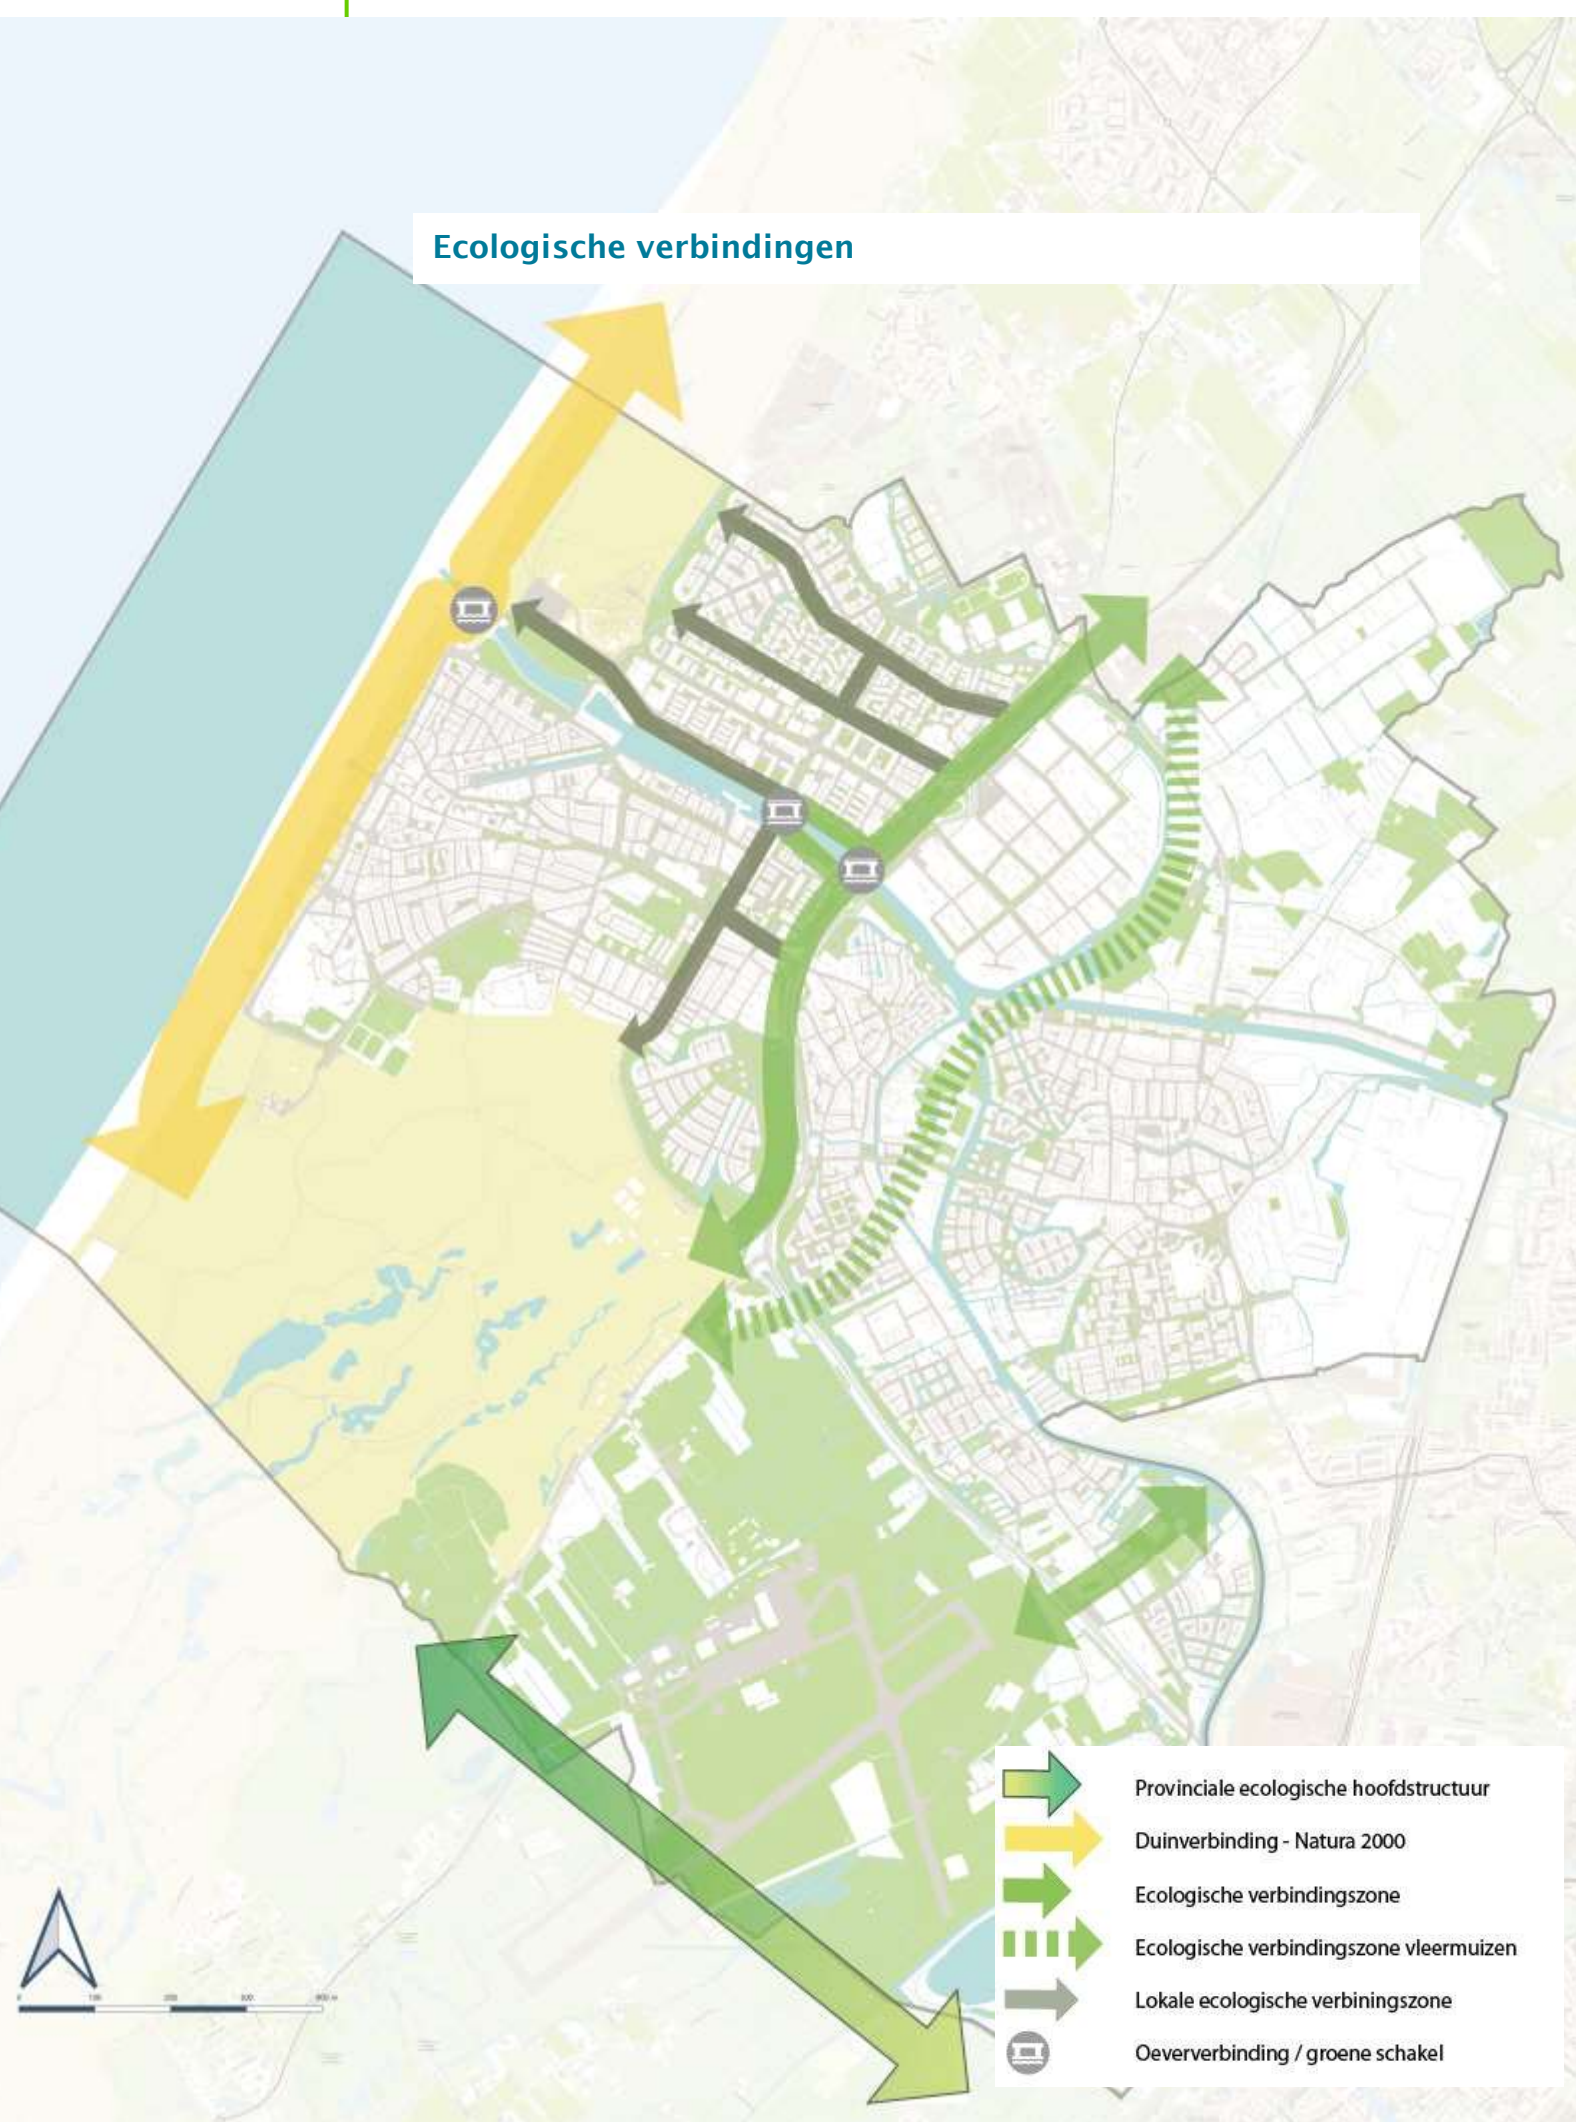 Ecologische verbindingen
Provinciale ecologische hoofdstructuur
Duinverbinding - Natura 2000
Ecologische verbindingszone
Ecologische verbindingszone vleermuizen
Lokale ecologische verbiningszone
Oeververbinding / groene schakel